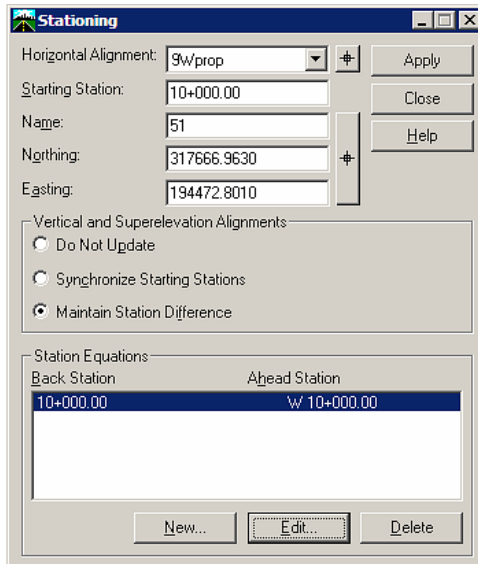 Stationing
Horizontal Alignment: 9Wprop Apply
Starting Station: 10+000.00 Close
Name: 51 Help
Northing: 317666.9630
Easting: 194472.8010
Vertical and Superelevation Alignments
Do Not Update
Synchronize Starting Stations
Maintain Station Difference
Station Equations
Back Station Ahead Station
10+000.00 W 10+000.00
New... Edit... Delete